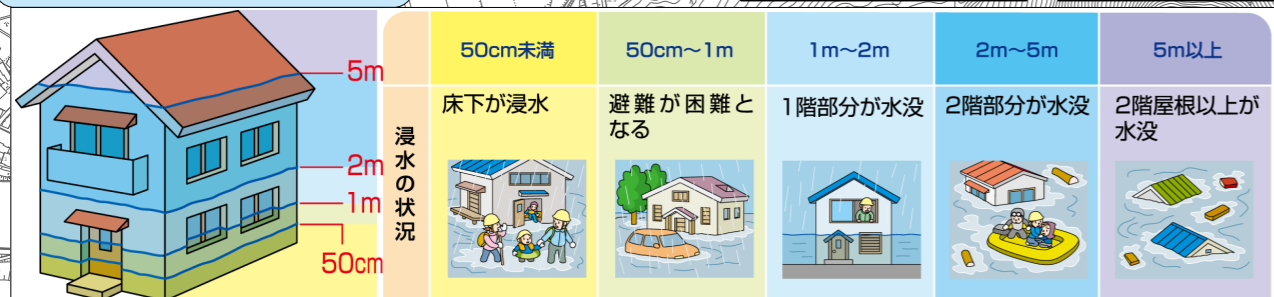 5m
2m
1m
50cm
浸水の状況
50cm未満
床下が浸水
50cm～1m
避難が困難と
なる
1m～2m
1階部分が水没
2m～5m
2階部分が水没
5m以上
2階屋根以上が
水没